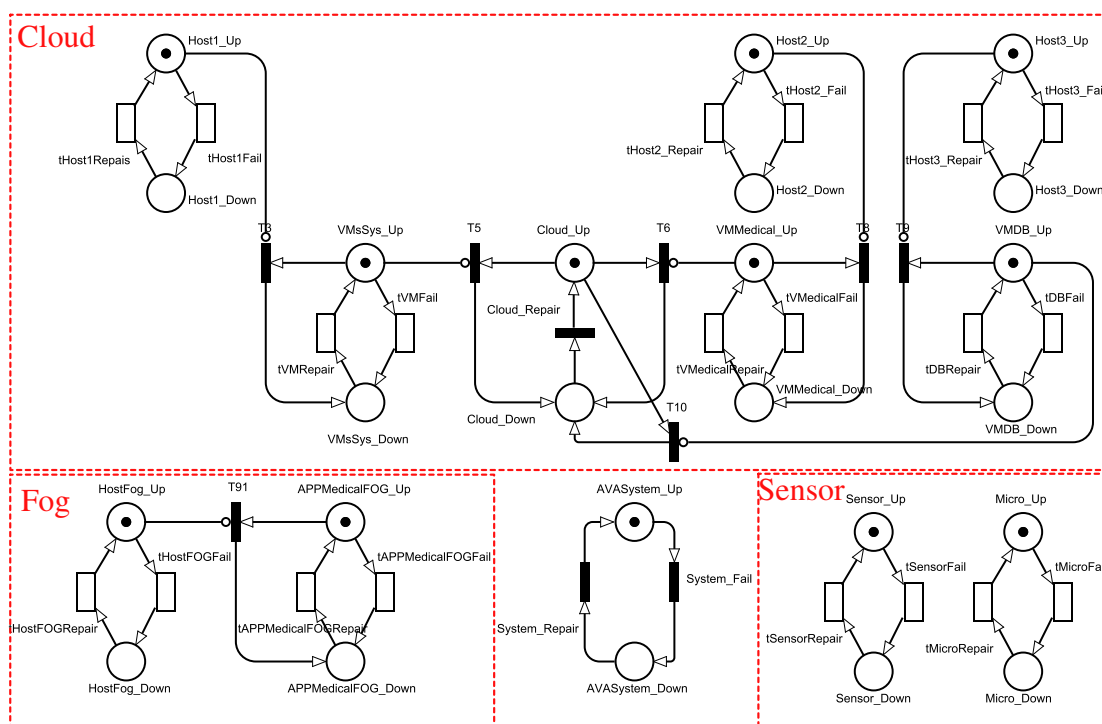 Cloud
Host1_Up
Host2_Up
Host3_Up
tHost2_Fail
tHost3_Fail
tHost1Repais
tHost1Fail
tHost2_Repair
tHost3_Repair
Host1_Down
Host2_Down
Host3_Down
T3
VMsSys_Up
T5
Cloud_Up
T6
VMMedical_Up
T8
T9
VMDB_Up
tVMFail
Cloud_Repair
tVMedicalFail
tDBFail
tVMRepair
tVMedicalRepair
tDBRepair
VMMedical_Down
VMsSys_Down
Cloud_Down
T10
VMDB_Down
Fog
HostFog_Up
T91
APPMedicalFOG_Up
AVASystem_Up
Sensor
Sensor_Up
Micro_Up
tHostFOGFail
tAPPMedicalFOGFail
System_Fail
tSensorFail
tMicroFa
tHostFOGRepair
tAPPMedicalFOGRepair
System_Repair
tSensorRepair
tMicroRepair
HostFog_Down
APPMedicalFOG_Down
AVASystem_Down
Sensor_Down
Micro_Down